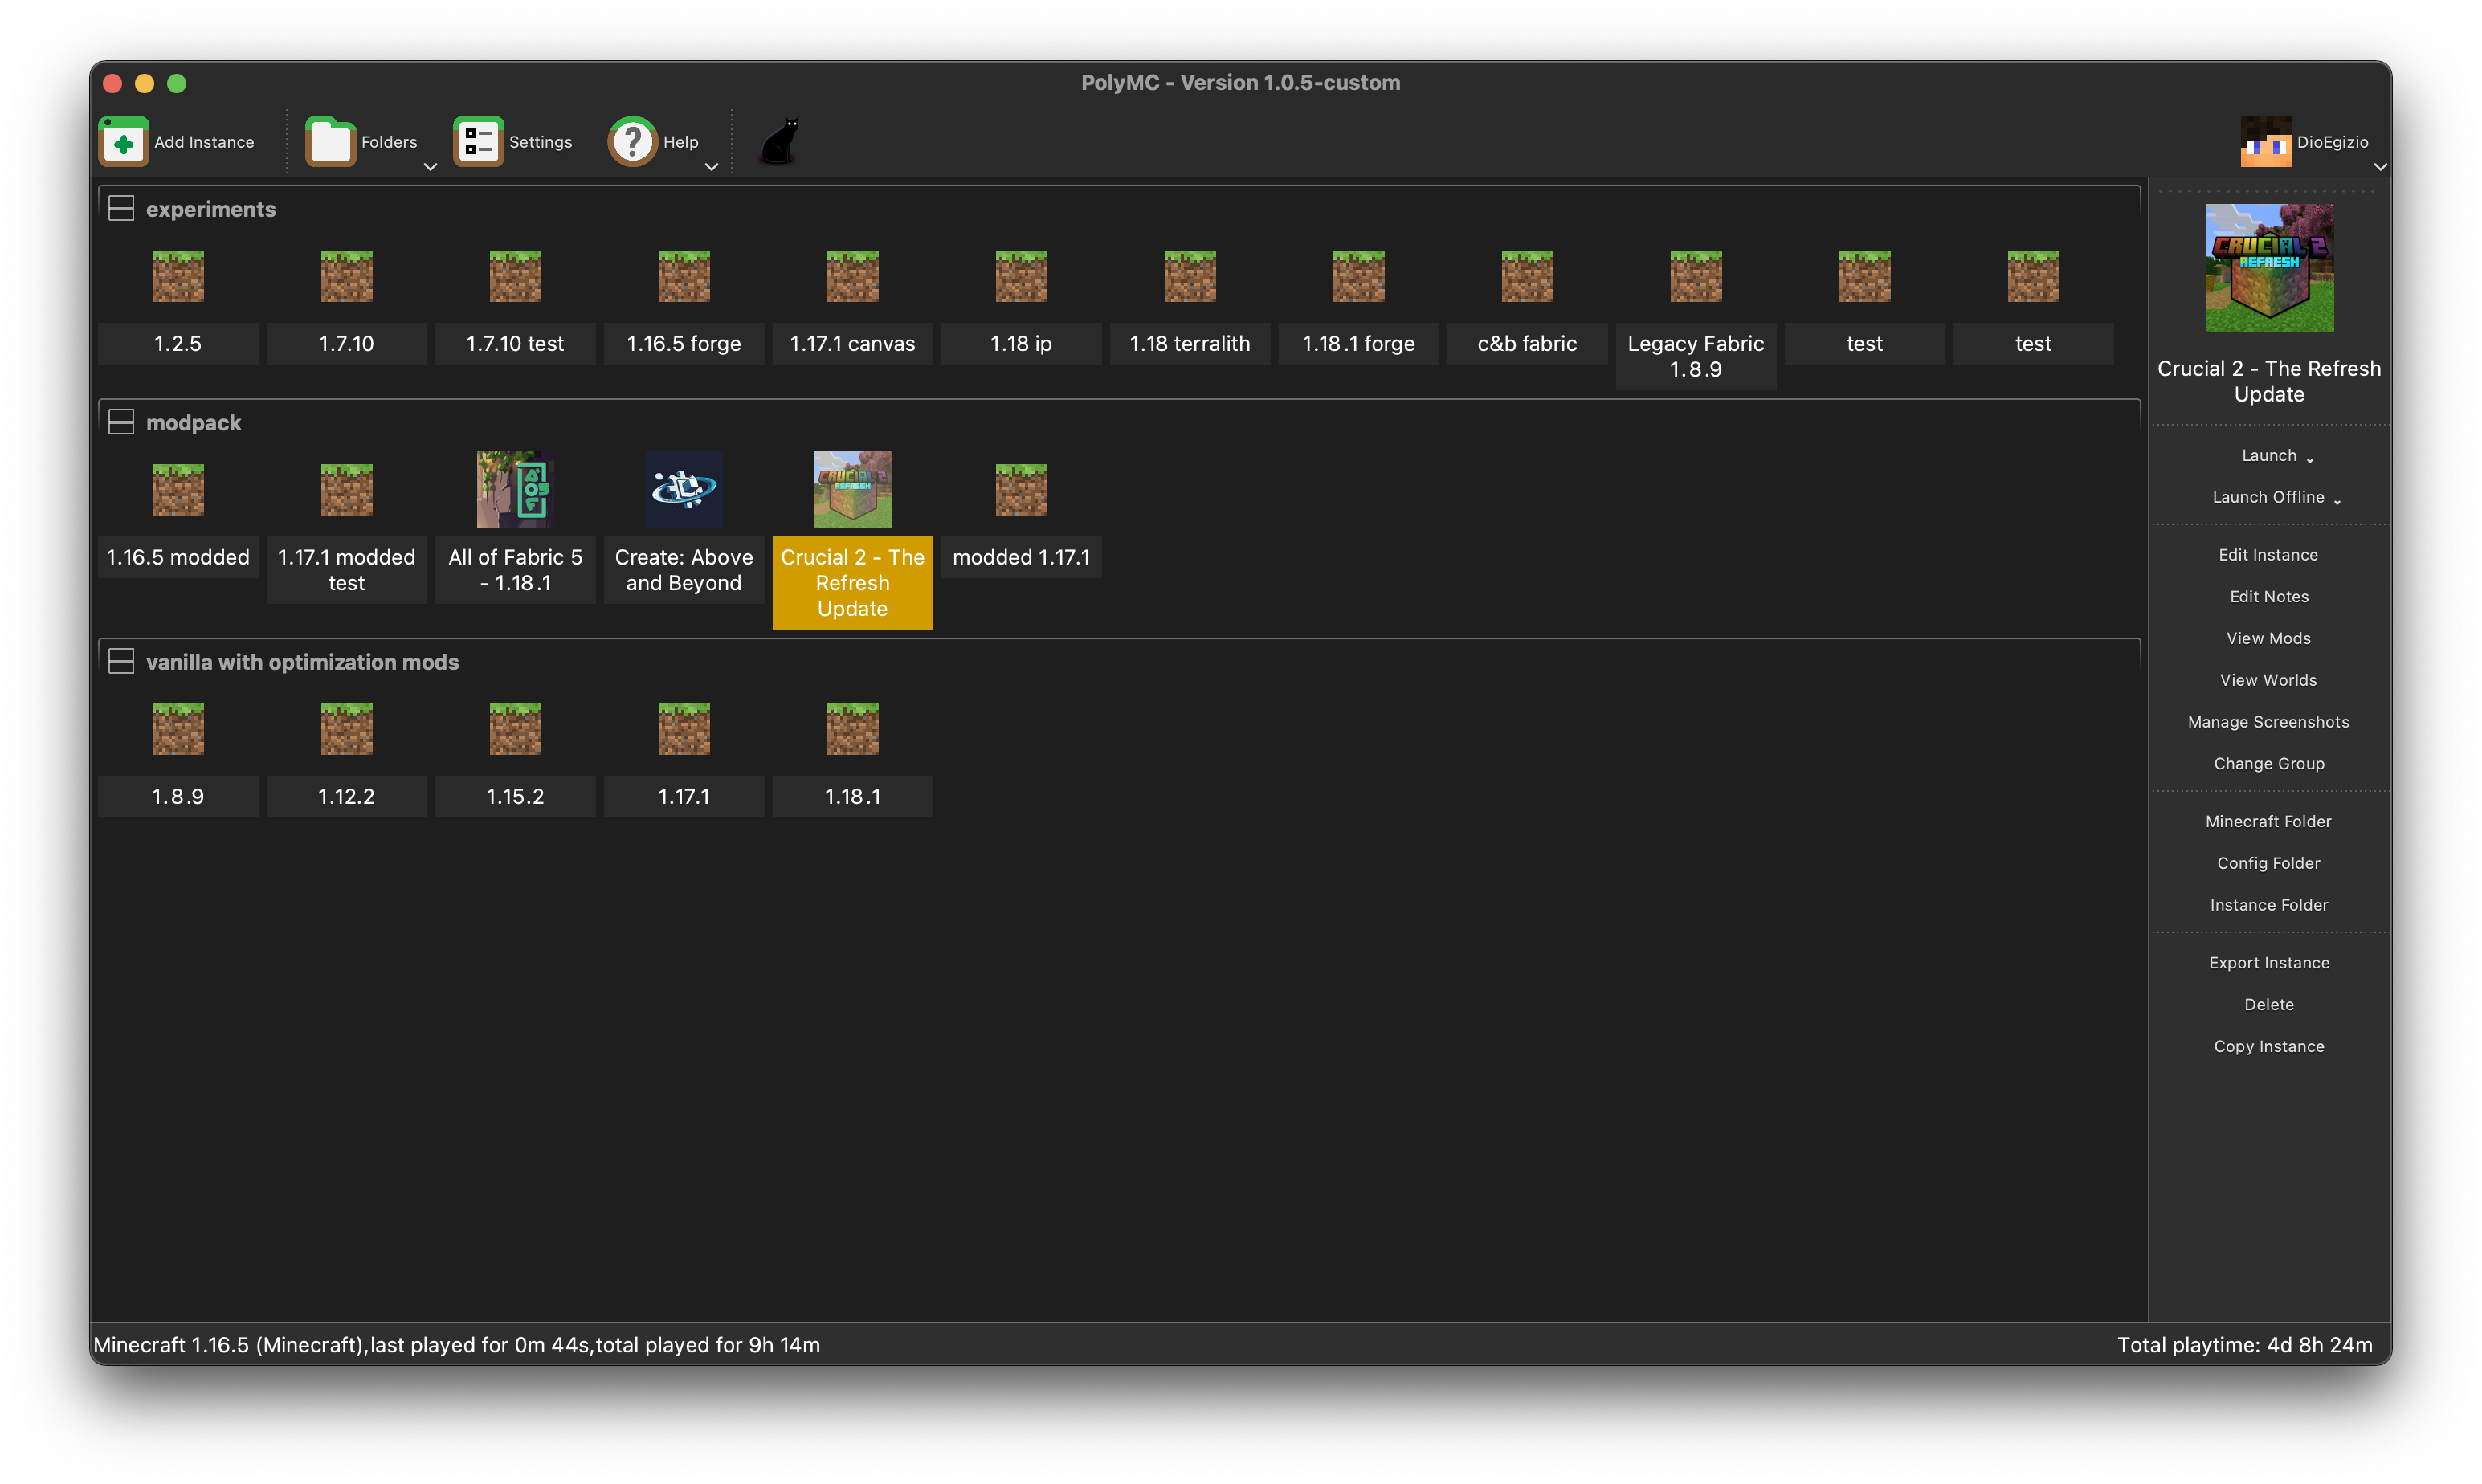 PolyMC - Version 1.0.5-custom
Add Instance
Folders
Settings
Help
DioEgizio
experiments
1.2.5
1.7.10
1.7.10 test
1.16.5 forge
1.17.1 canvas
1.18 ip
1.18 terralith
1.18.1 forge
c&b fabric
Legacy Fabric
1.8.9
test
test
modpack
1.16.5 modded
1.17.1 modded
test
All of Fabric 5
- 1.18.1
Create: Above
and Beyond
CRUCIAL 2
REFRESH
Crucial 2 - The
Refresh
Update
modded 1.17.1
vanilla with optimization mods
1.8.9
1.12.2
1.15.2
1.17.1
1.18.1
CRUCIAL 2
REFRESH
Crucial 2 - The Refresh
Update
Launch
Launch Offline
Edit Instance
Edit Notes
View Mods
View Worlds
Manage Screenshots
Change Group
Minecraft Folder
Config Folder
Instance Folder
Export Instance
Delete
Copy Instance
Minecraft 1.16.5 (Minecraft),last played for 0m 44s,total played for 9h 14m
Total playtime: 4d 8h 24m